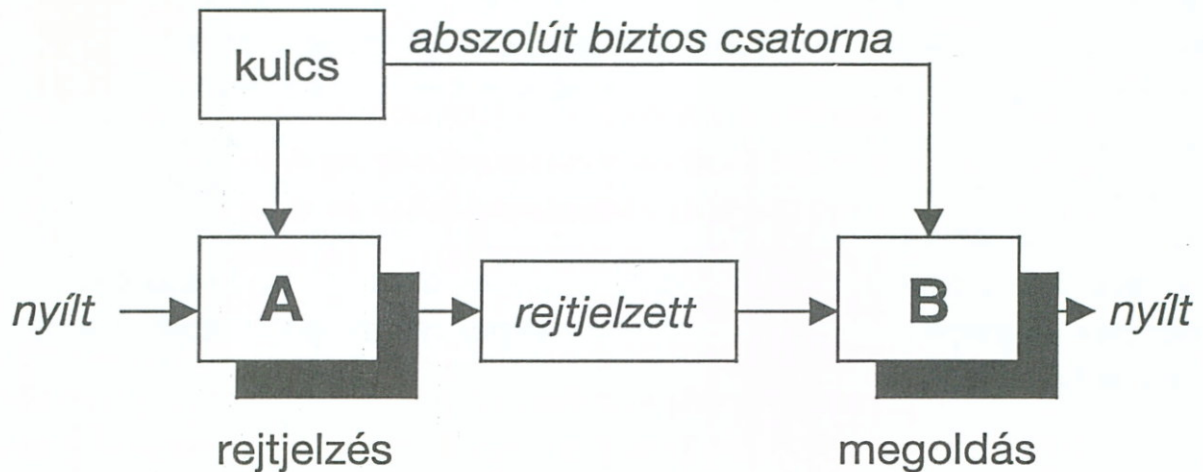 abszolút biztos csatorna
kulcs
nyílt
A
rejtjelzett
B
nyílt
rejtjelzés
megoldás